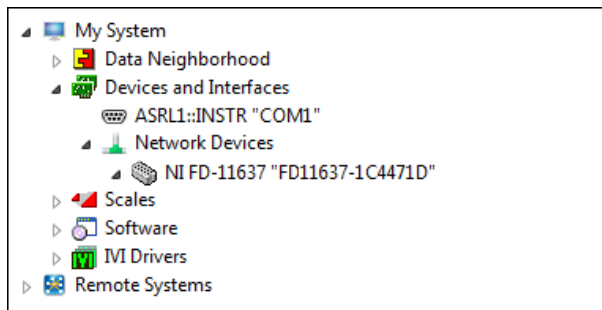 My System
Data Neighborhood
Devices and Interfaces
ASRL1::INSTR "COM1"
Network Devices
NI FD-11637 "FD11637-1C4471D"
Scales
Software
IVI Drivers
Remote Systems